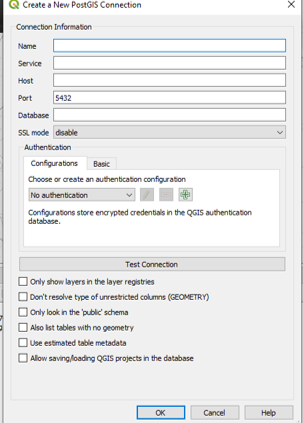 Create a New PostGIS Connection
Connection Information
Name
Service
Host
Port 5432
Database
SSL mode disable
Authentication
Configurations Basic
Choose or create an authentication configuration
No authentication
Configurations store encrypted credentials in the QGIS authentication
database.
Test Connection
Only show layers in the layer registries
Don't resolve type of unrestricted columns (GEOMETRY)
Only look in the 'public' schema
Also list tables with no geometry
Use estimated table metadata
Allow saving/loading QGIS projects in the database
OK Cancel Help